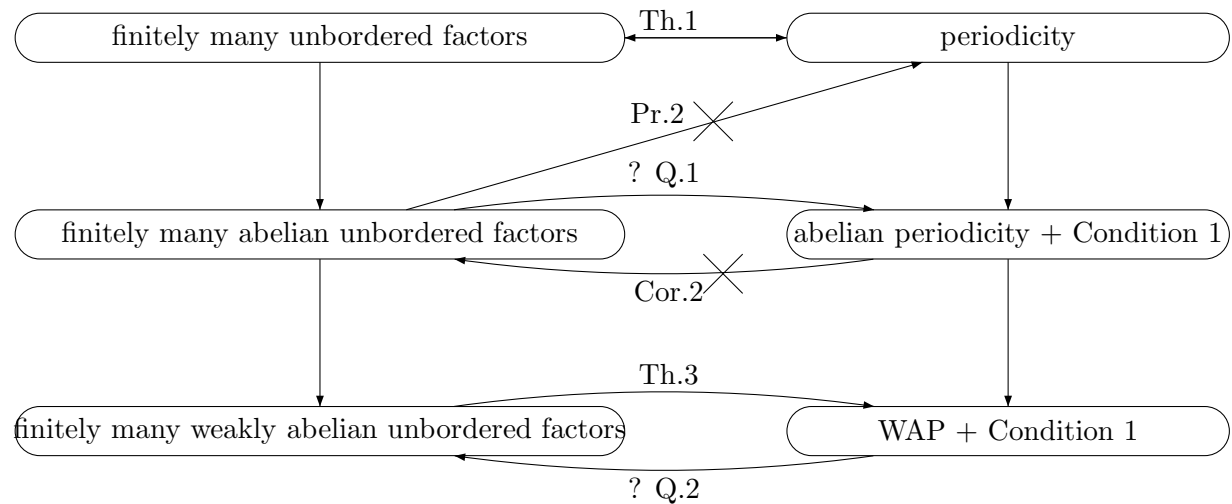 finitely many unbordered factors
Th.1
periodicity
Pr.2
? Q.1
finitely many abelian unbordered factors
abelian periodicity + Condition 1
Cor.2
Th.3
finitely many weakly abelian unbordered factors
WAP + Condition 1
? Q.2